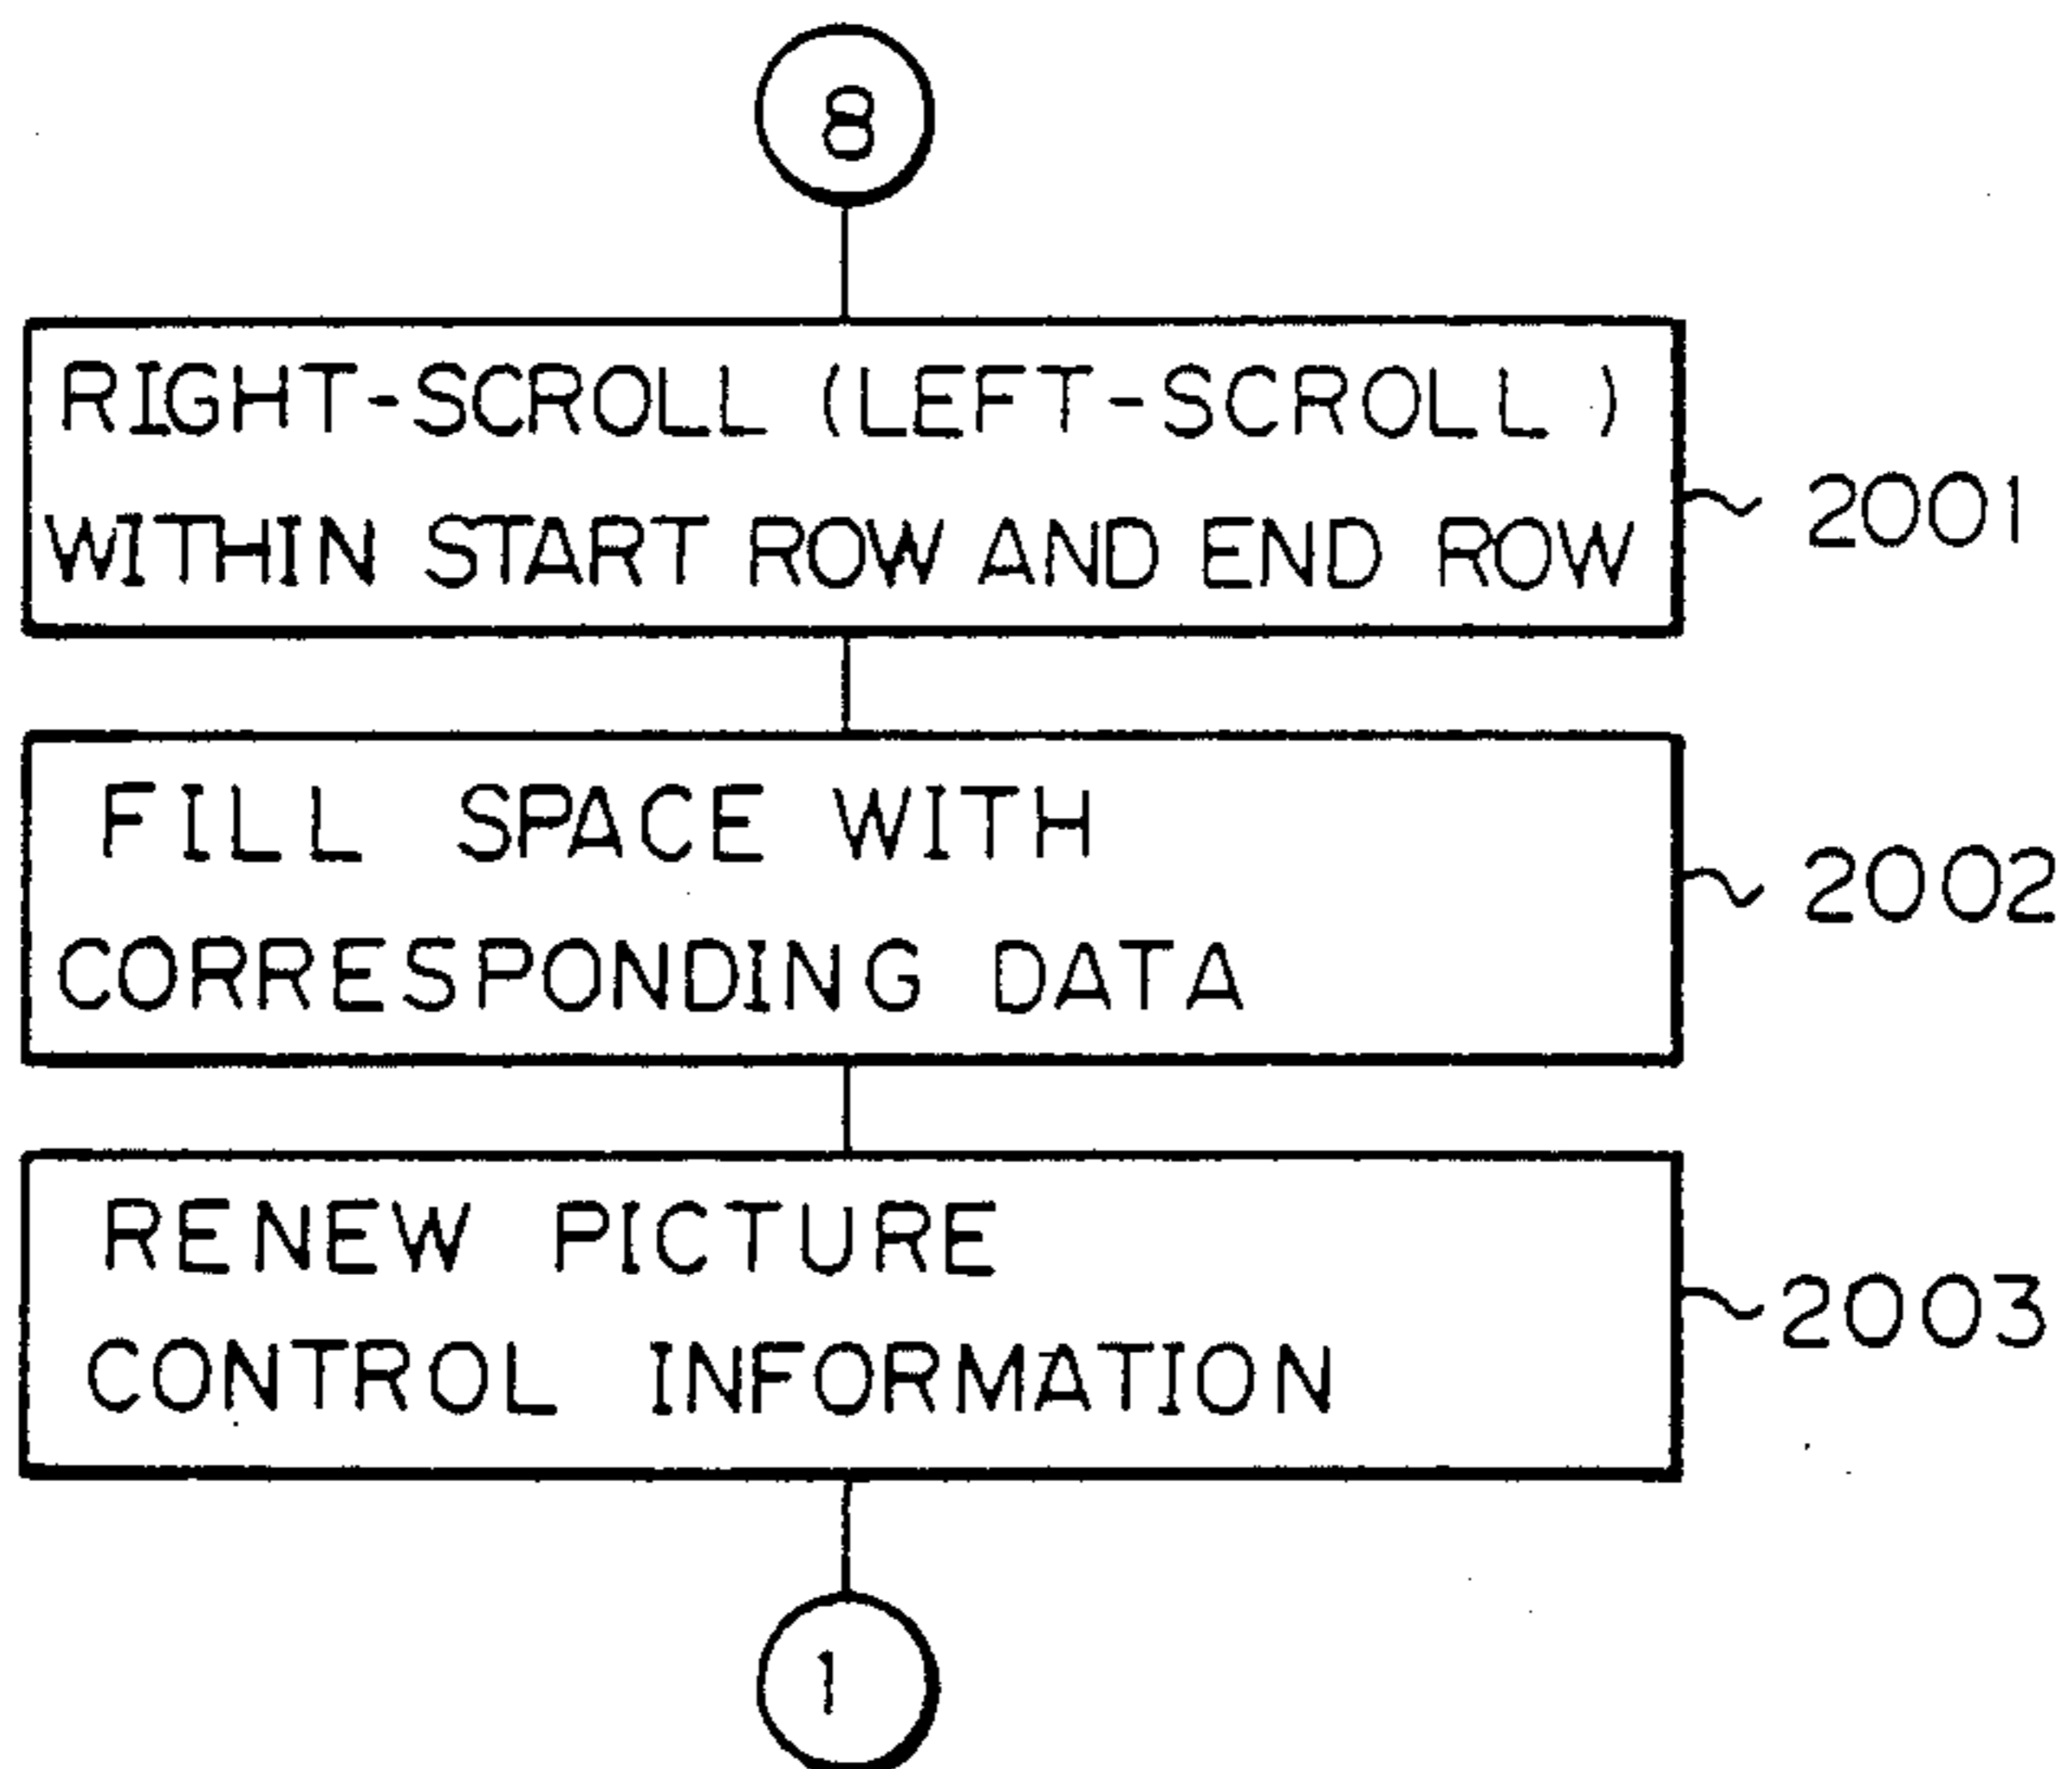 8
RIGHT-SCROLL (LEFT-SCROLL)
WITHIN START ROW AND END ROW
2001
FILL SPACE WITH
CORRESPONDING DATA
2002
RENEW PICTURE
CONTROL INFORMATION
2003
1